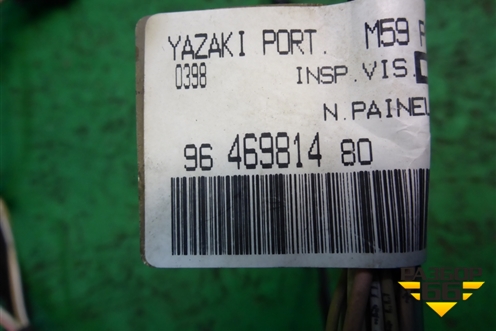 YAZAKI PORT. M59
0398 INSP.VIS.
N.PAINEL
96 469814 80